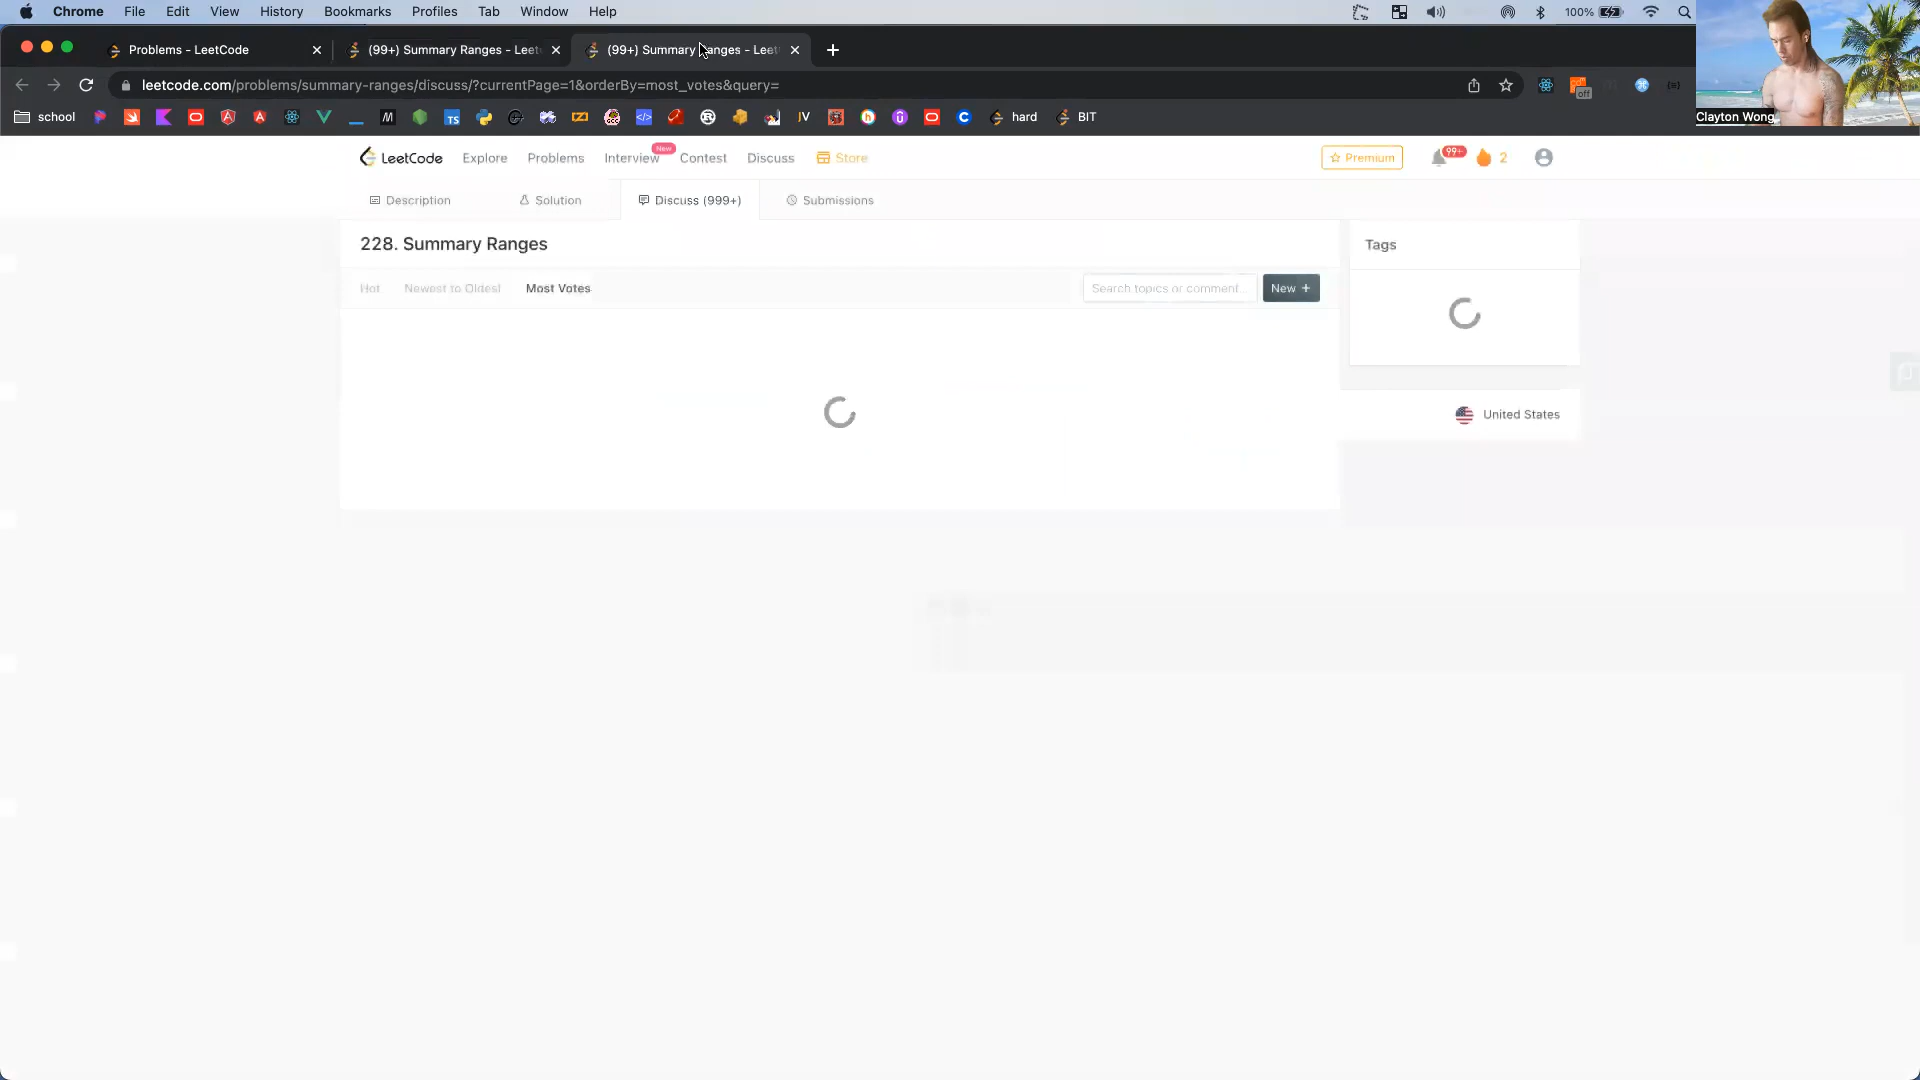 Chrome File Edit View History Bookmarks Profiles Tab Window Help 100%
Problems - LeetCode
(99+) Summary Ranges - Leet
(99+) Summary Ranges - Leet
leetcode.com/problems/summary-ranges/discuss/?currentPage=1&orderBy=most_votes&query=
off
Clayton Wong
school
M
TS
</>
JV
hard
BIT
LeetCode Explore Problems Interview New Contest Discuss Store Premium 99+ 2
Description Solution Discuss (999+) Submissions
228. Summary Ranges
Tags
Hot Newest to Oldest Most Votes Search topics or comment New +
United States